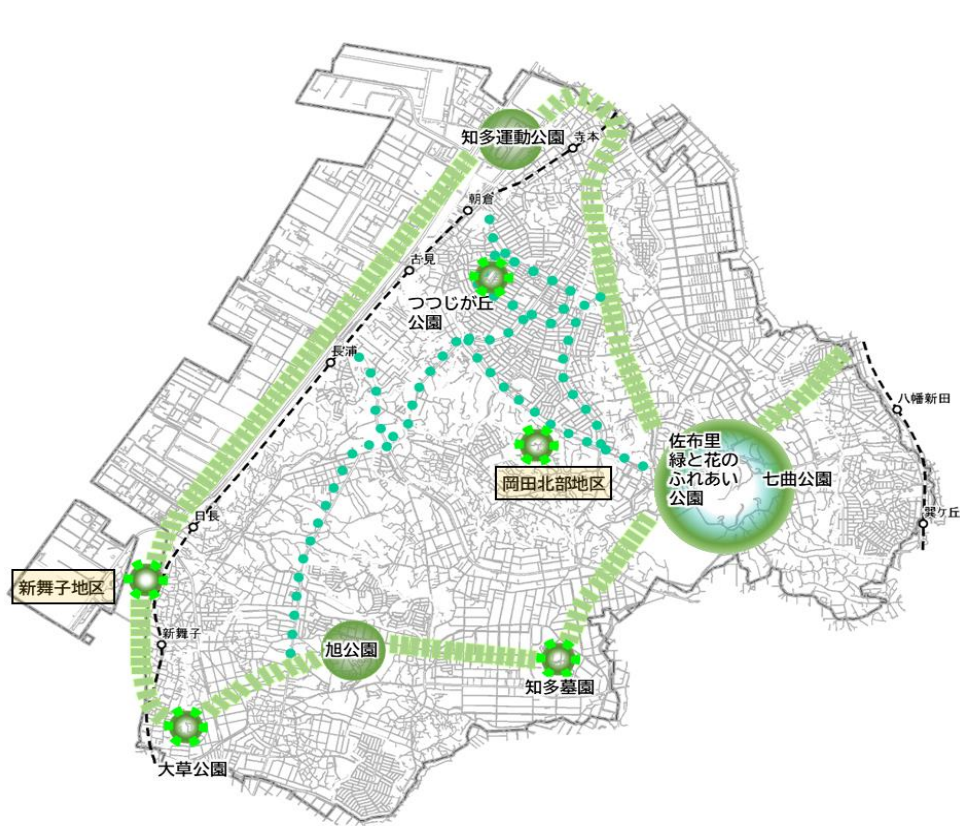 知多運動公園
寺本
朝倉
古見
つつじが丘
公園
長浦
八幡新田
佐布里
緑と花の
ふれあい
公園
七曲公園
岡田北部地区
巽ケ丘
日長
新舞子地区
新舞子
旭公園
知多墓園
大草公園